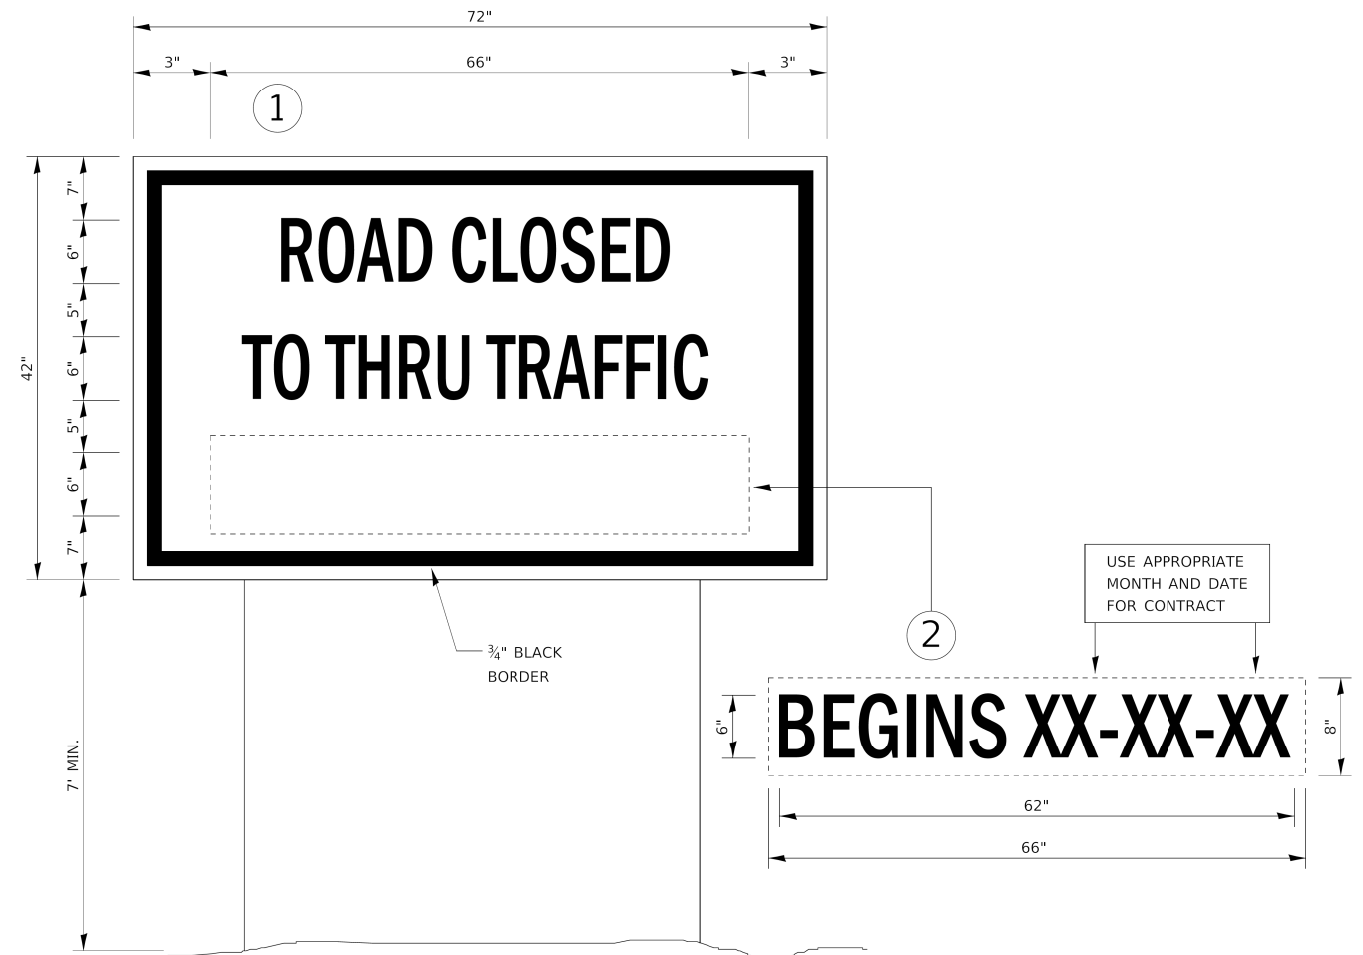 72"
3" 66" 3"
1
7"
6"
5"
6"
5"
6"
7"
42"
ROAD CLOSED
TO THRU TRAFFIC
¾" BLACK
BORDER
7' MIN.
2
USE APPROPRIATE
MONTH AND DATE
FOR CONTRACT
6"
BEGINS XX-XX-XX
8"
62"
66"